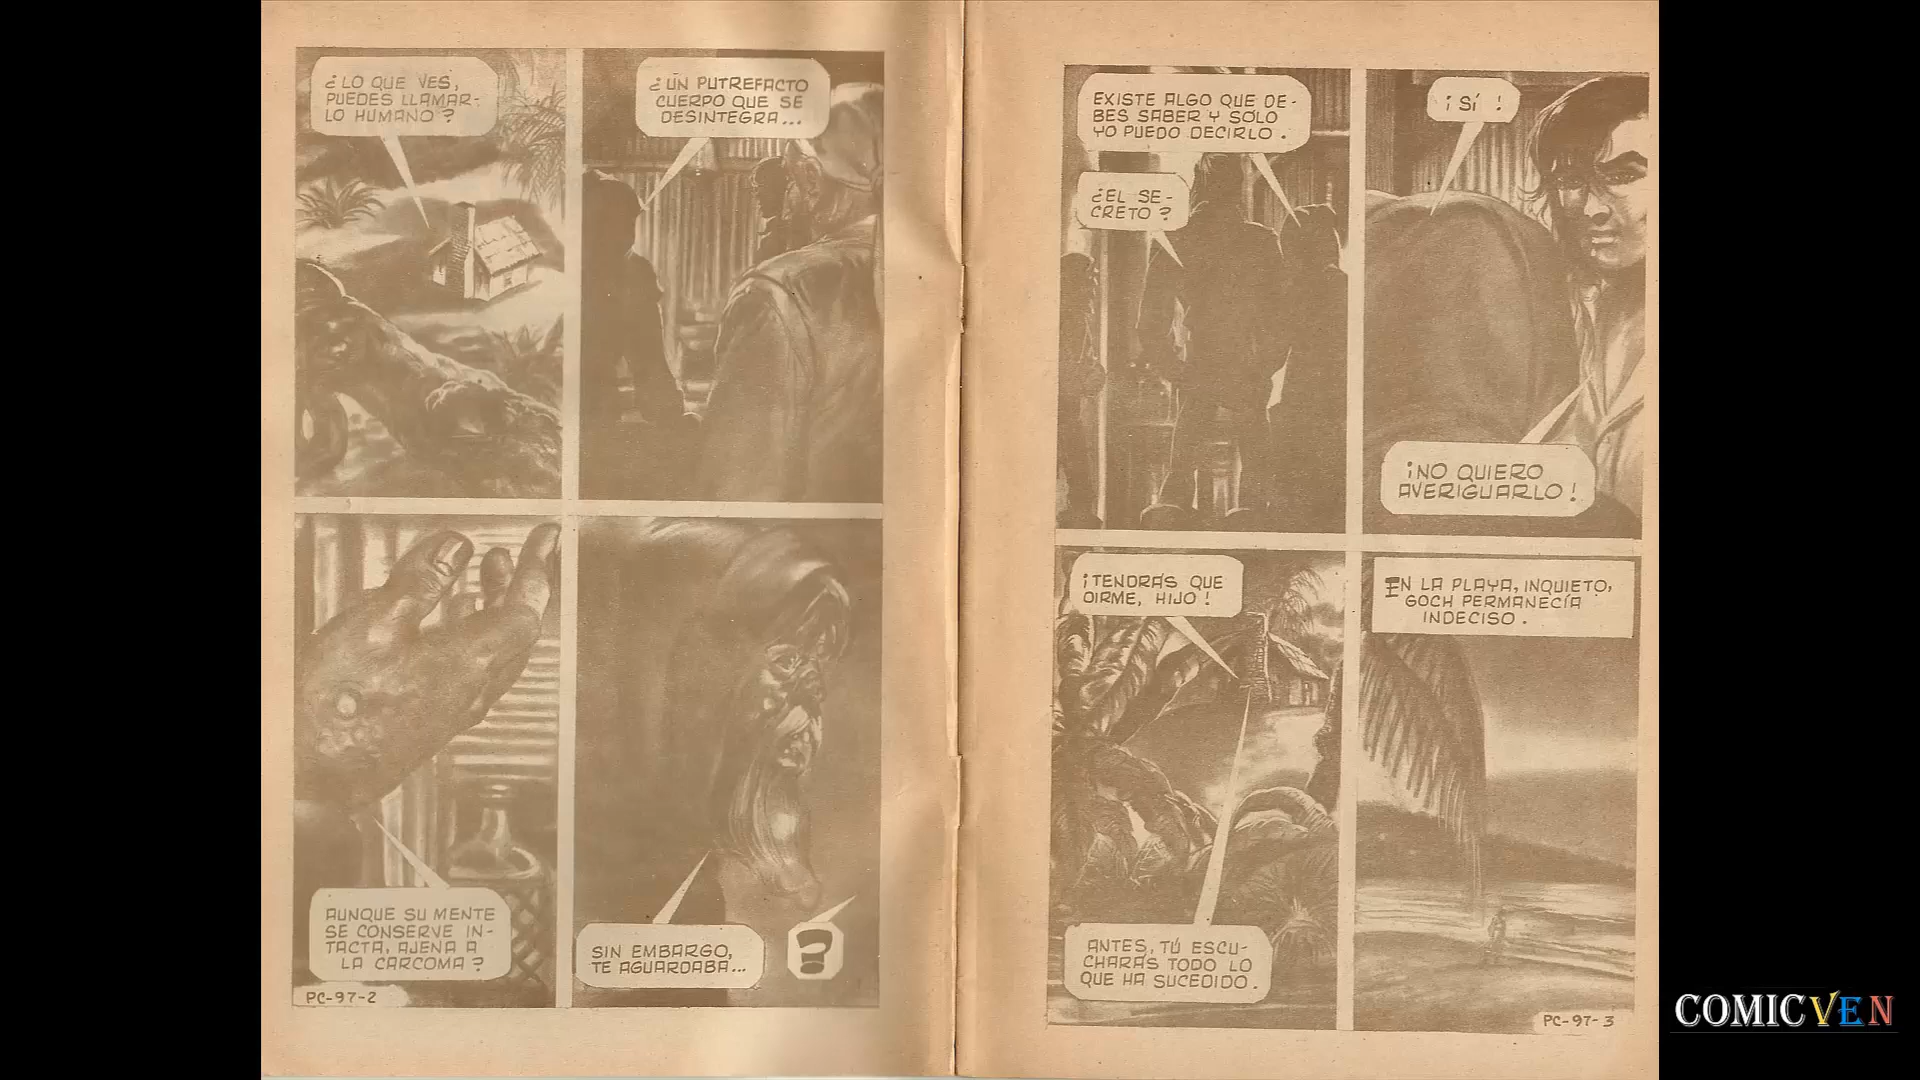 ¿LO QUE VES,
PUEDES LLAMAR-
LO HUMANO?
¿UN PUTREFACTO
CUERPO QUE SE
DESINTEGRA...
AUNQUE SU MENTE
SE CONSERVE IN-
TACTA, AJENA A
LA CARCOMA?
SIN EMBARGO,
TE AGUARDABA...
?
PC-97-2
EXISTE ALGO QUE DE-
BES SABER Y SÓLO
YO PUEDO DECIRLO.
¿EL SE-
CRETO?
¡SÍ!
¡NO QUIERO
AVERIGUARLO!
¡TENDRÁS QUE
OIRME, HIJO!
ANTES, TÚ ESCU-
CHARÁS TODO LO
QUE HA SUCEDIDO.
EN LA PLAYA, INQUIETO,
GOCH PERMANECÍA
INDECISO.
PC-97-3
COMICVEN